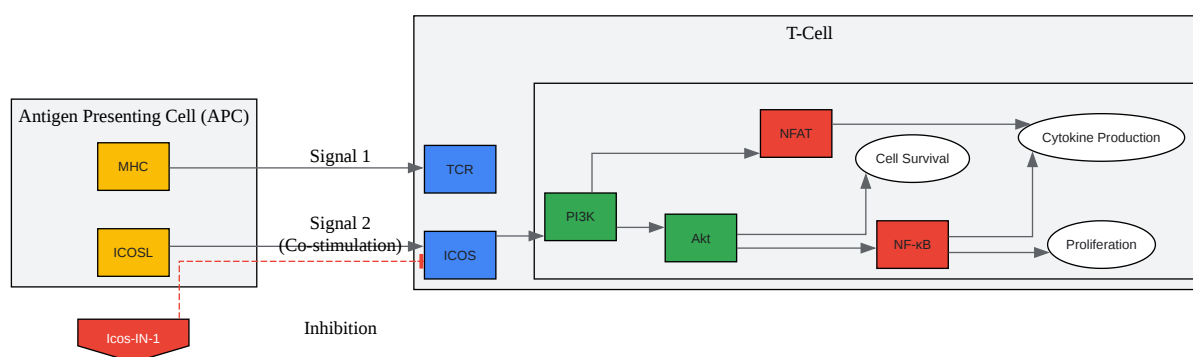 T-Cell
Antigen Presenting Cell (APC)
MHC
Signal 1
TCR
NFAT
Cytokine Production
Cell Survival
PI3K
ICOSL
Signal 2
(Co-stimulation)
ICOS
Akt
NF-κB
Proliferation
Icos-IN-1
Inhibition